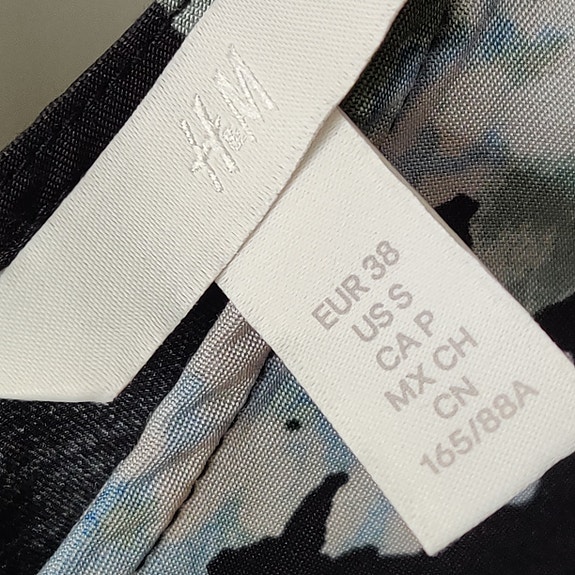 H&M
EUR 38
US S
CA P
MX CH
CN
165/88A